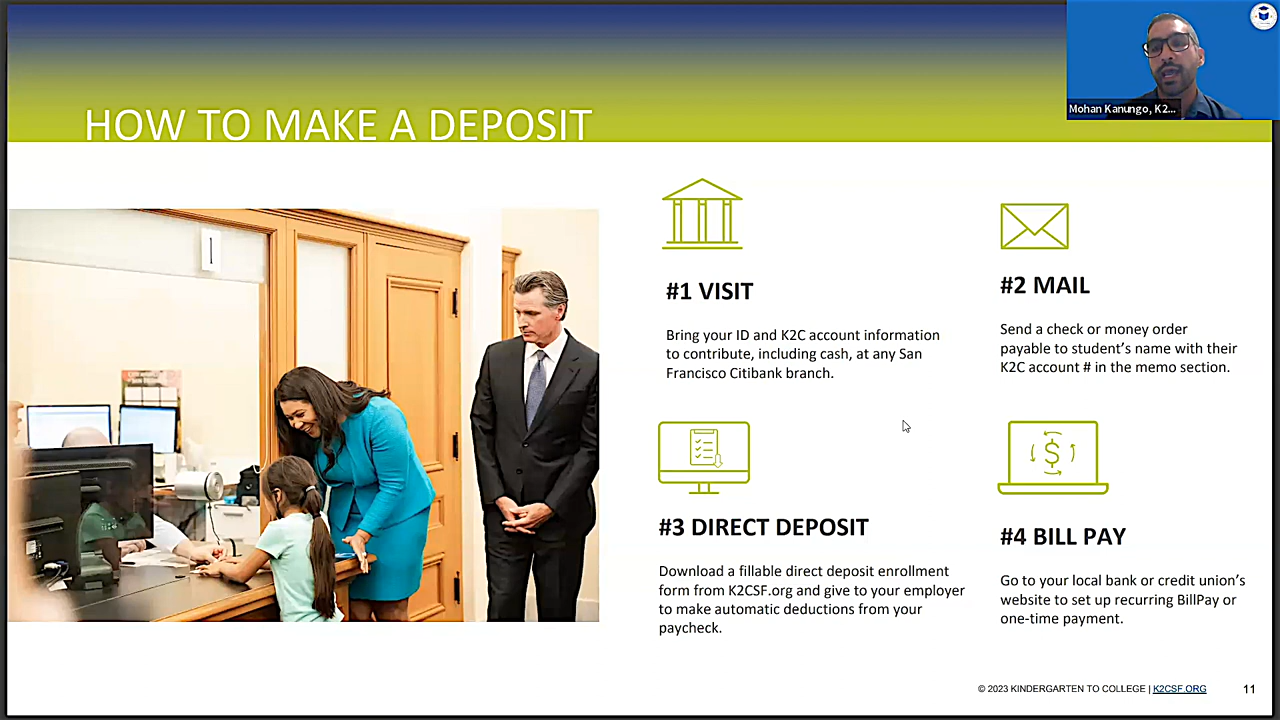 HOW TO MAKE A DEPOSIT
Mohan Kanungo, K2...
#1 VISIT
Bring your ID and K2C account information
to contribute, including cash, at any San
Francisco Citibank branch.
#2 MAIL
Send a check or money order
payable to student’s name with their
K2C account # in the memo section.
#3 DIRECT DEPOSIT
Download a fillable direct deposit enrollment
form from K2CSF.org and give to your employer
to make automatic deductions from your
paycheck.
#4 BILL PAY
Go to your local bank or credit union’s
website to set up recurring BillPay or
one-time payment.
© 2023 KINDERGARTEN TO COLLEGE | K2CSF.ORG
11